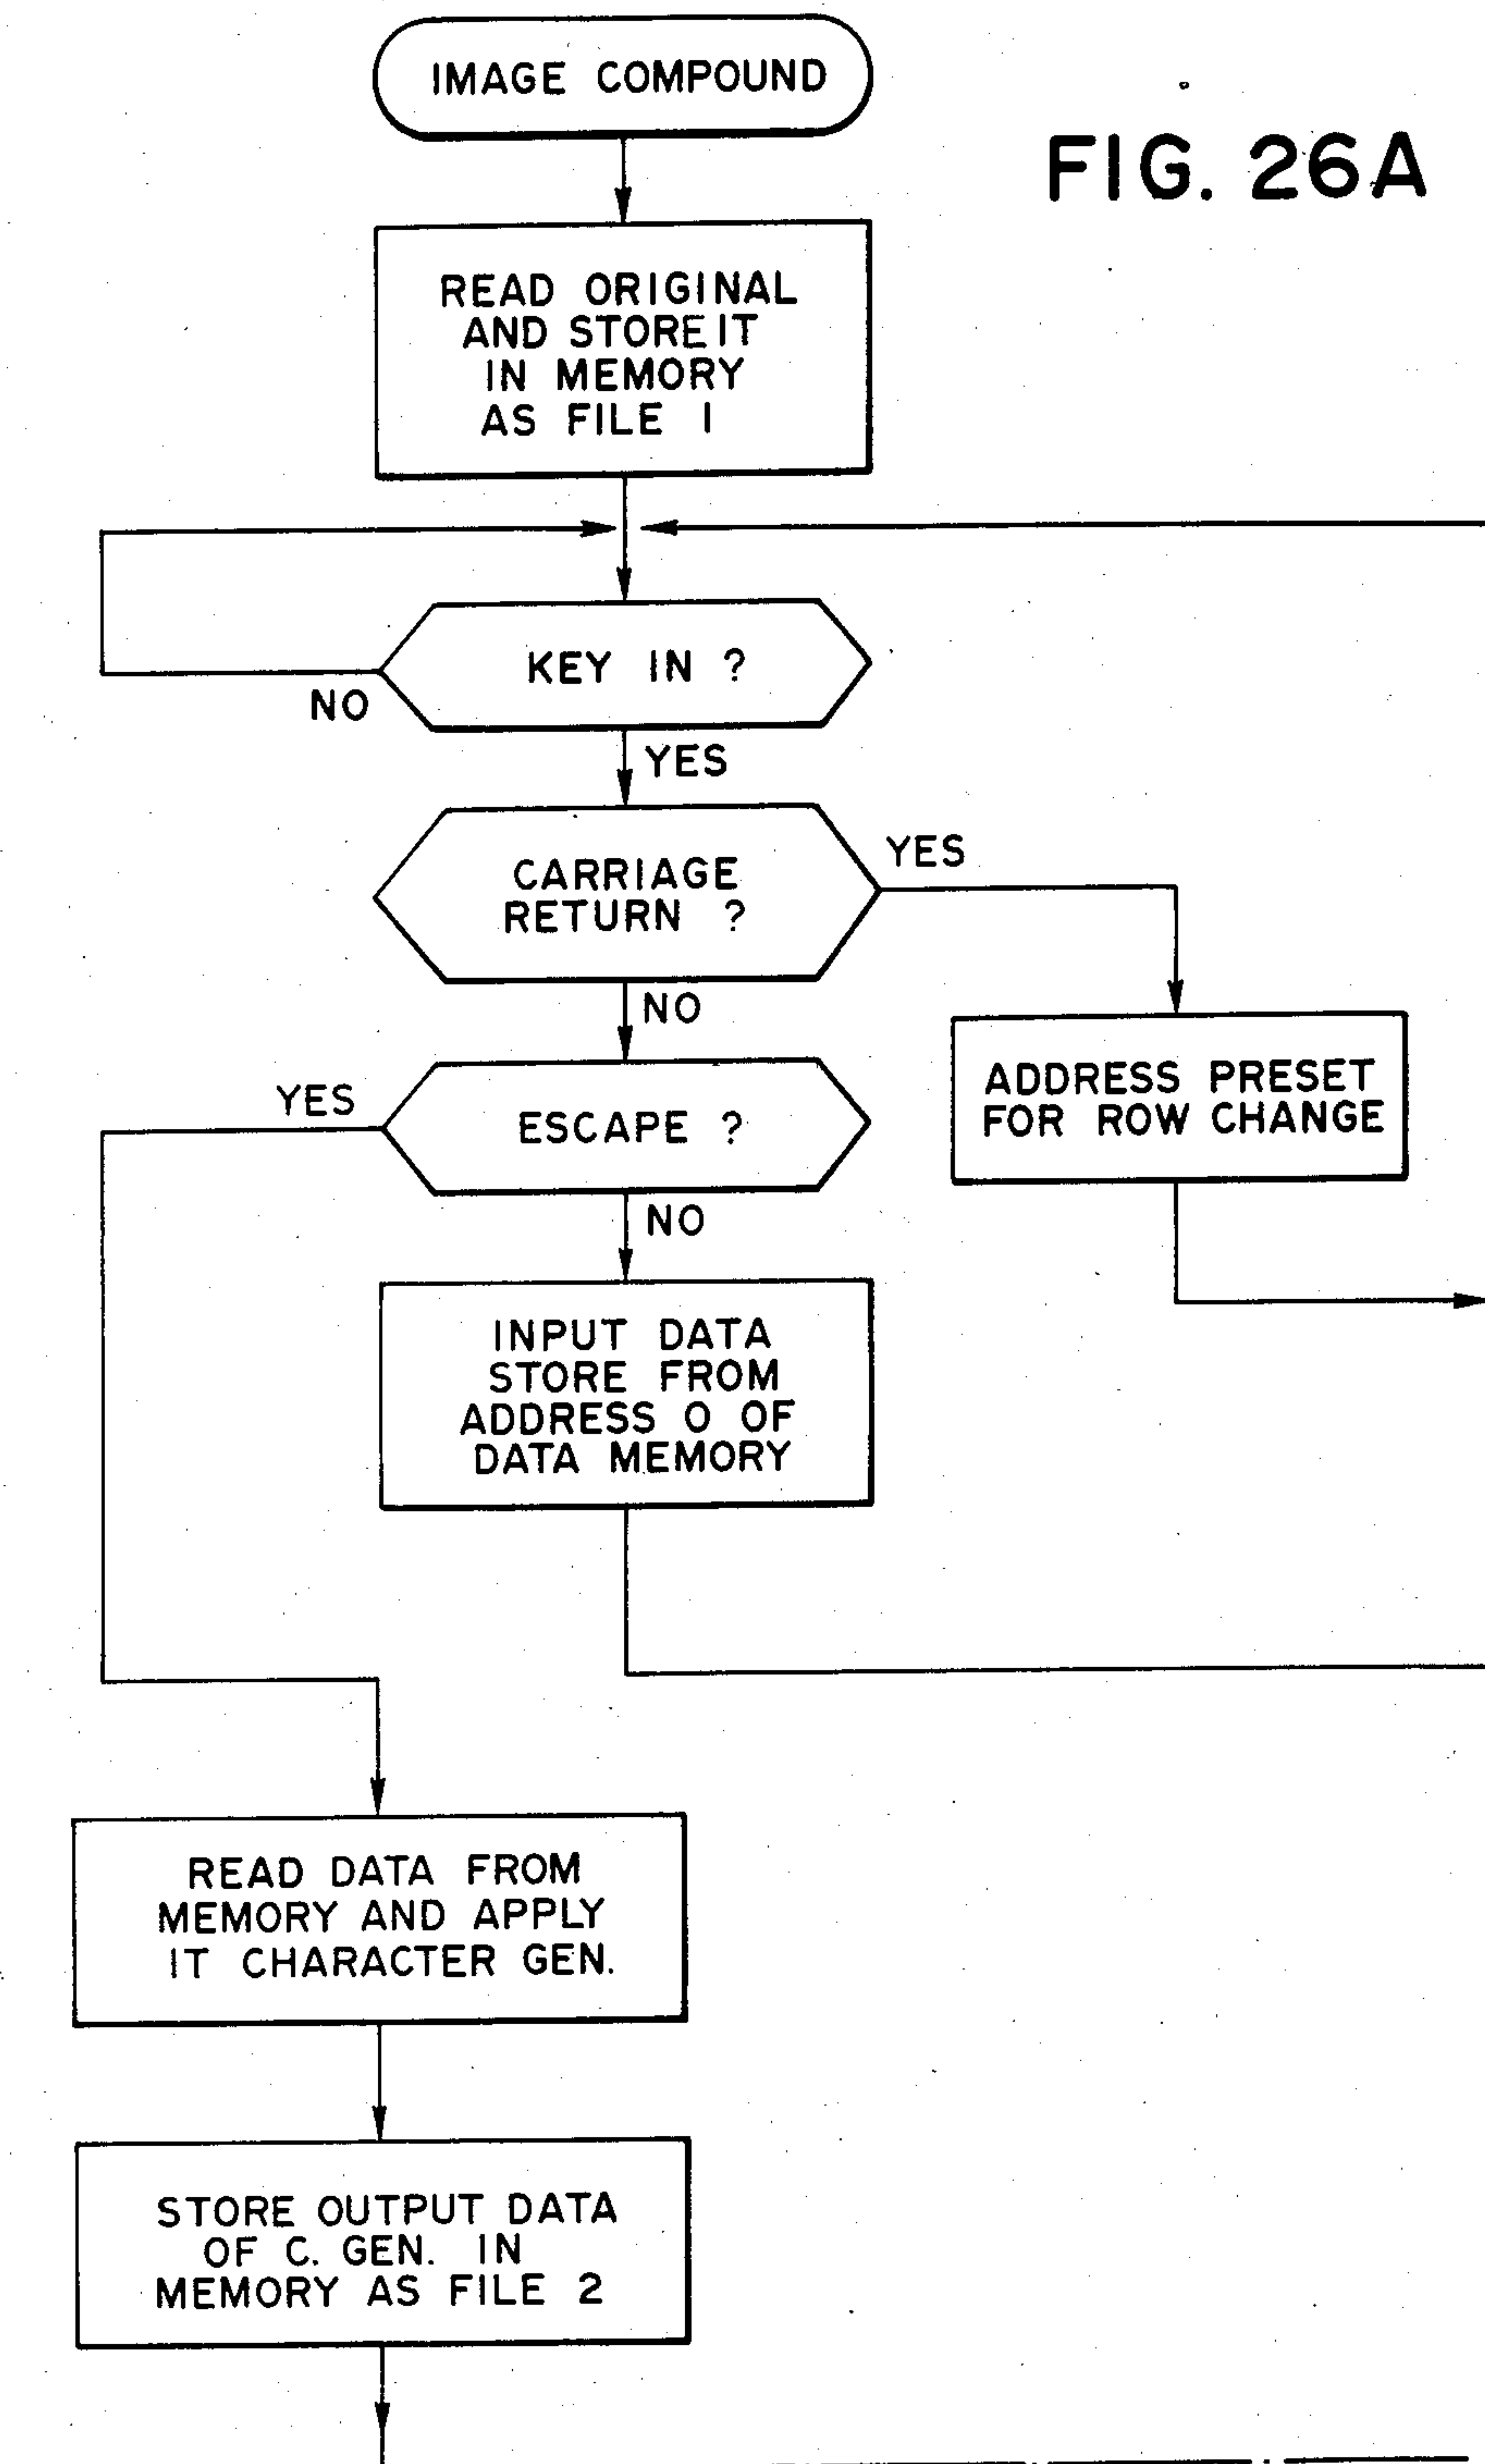 IMAGE COMPOUND
FIG. 26A
READ ORIGINAL
AND STORE IT
IN MEMORY
AS FILE 1
KEY IN ?
NO
YES
CARRIAGE
RETURN ?
YES
NO
ADDRESS PRESET
FOR ROW CHANGE
YES
ESCAPE ?
NO
INPUT DATA
STORE FROM
ADDRESS 0 OF
DATA MEMORY
READ DATA FROM
MEMORY AND APPLY
IT CHARACTER GEN.
STORE OUTPUT DATA
OF C. GEN. IN
MEMORY AS FILE 2